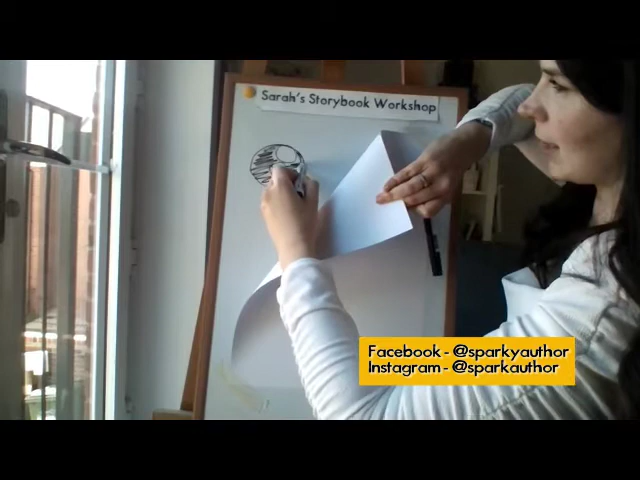 Sarah's Storybook Workshop
Facebook - @sparkyauthor
Instagram - @sparkauthor